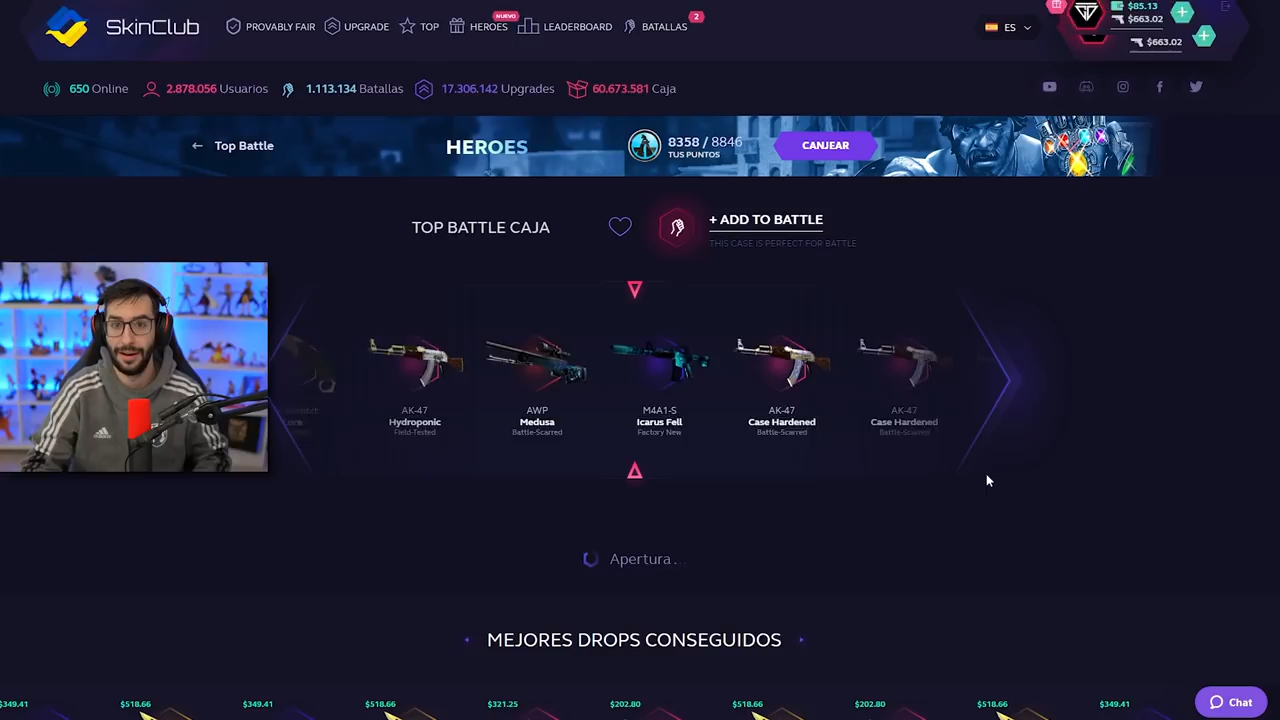 SkinClub
PROVABLY FAIR
UPGRADE
TOP
HEROES
NUEVO
LEADERBOARD
BATALLAS
2
ES
$85.13
$663.02
$663.02
650 Online
2.878.056 Usuarios
1.113.134 Batallas
17.306.142 Upgrades
60.673.581 Caja
← Top Battle
HEROES
8358 / 8846
TUS PUNTOS
CANJEAR
TOP BATTLE CAJA
+ ADD TO BATTLE
THIS CASE IS PERFECT FOR BATTLE
AK-47
Hydroponic
Field-Tested
AWP
Medusa
Battle-Scarred
M4A1-S
Icarus Fell
Factory New
AK-47
Case Hardened
Battle-Scarred
AK-47
Case Hardened
Battle-Scarred
Apertura...
MEJORES DROPS CONSEGUIDOS
$349.41
$518.66
$349.41
$518.66
$321.25
$202.80
$518.66
$202.80
$518.66
$349.41
Chat